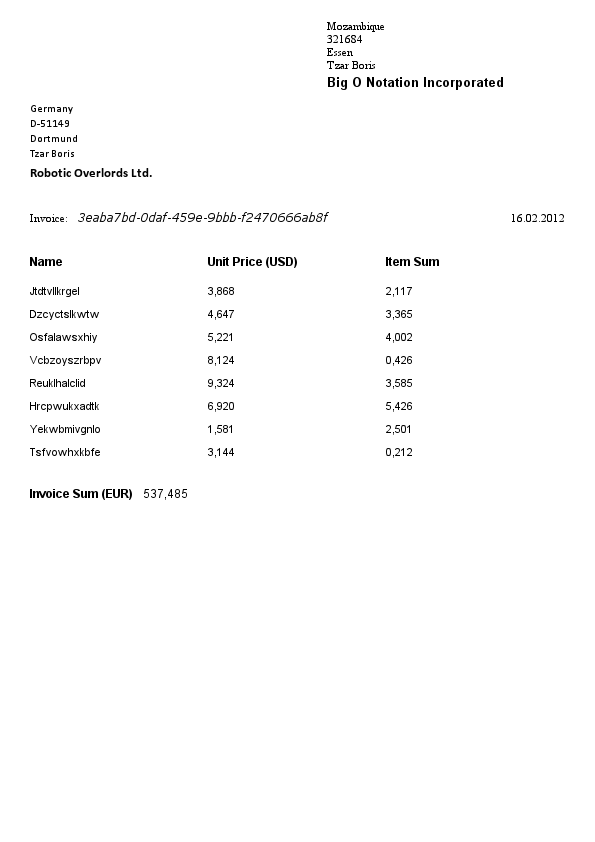 Mozambique
321684
Essen
Tzar Boris
Big O Notation Incorporated
Germany
D-51149
Dortmund
Tzar Boris
Robotic Overlords Ltd.
Invoice: 3eaba7bd-0daf-459e-9bbb-f2470666ab8f 16.02.2012
Name Unit Price (USD) Item Sum
Jtdtvllkrgel 3,868 2,117
Dzcyctslkwtw 4,647 3,365
Osfalawsxhiy 5,221 4,002
Vcbzoyszrbpv 8,124 0,426
Reuklhalclid 9,324 3,585
Hrcpwukxadtk 6,920 5,426
Yekwbmivgnlo 1,581 2,501
Tsfvowhxkbfe 3,144 0,212
Invoice Sum (EUR) 537,485